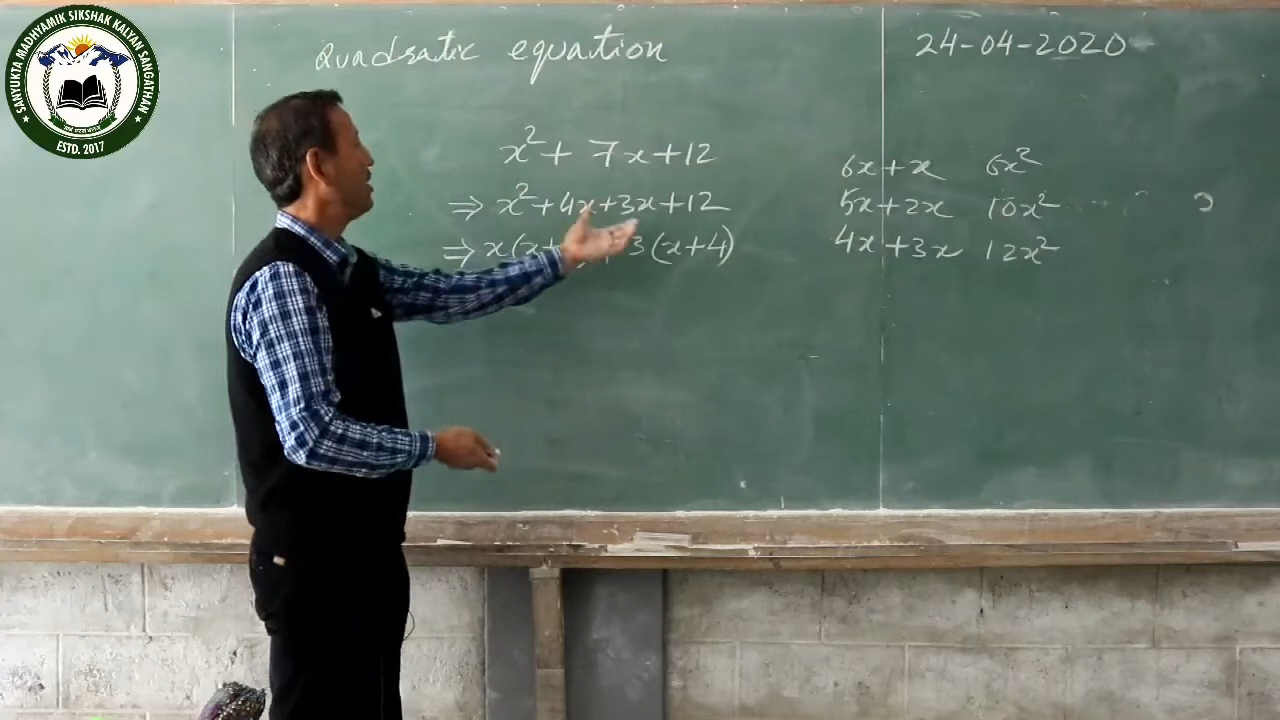 SANYUKTA MADHYAMIK SIKSHAK KALYAN SANGATHAN
ESTD. 2017
Quadratic equation
24-04-2020
x²+ 7x+12
⇒ x²+4x+3x+12
⇒ x(x+ 3(x+4)
6x+x 6x²
5x+2x 10x²
4x+3x 12x²